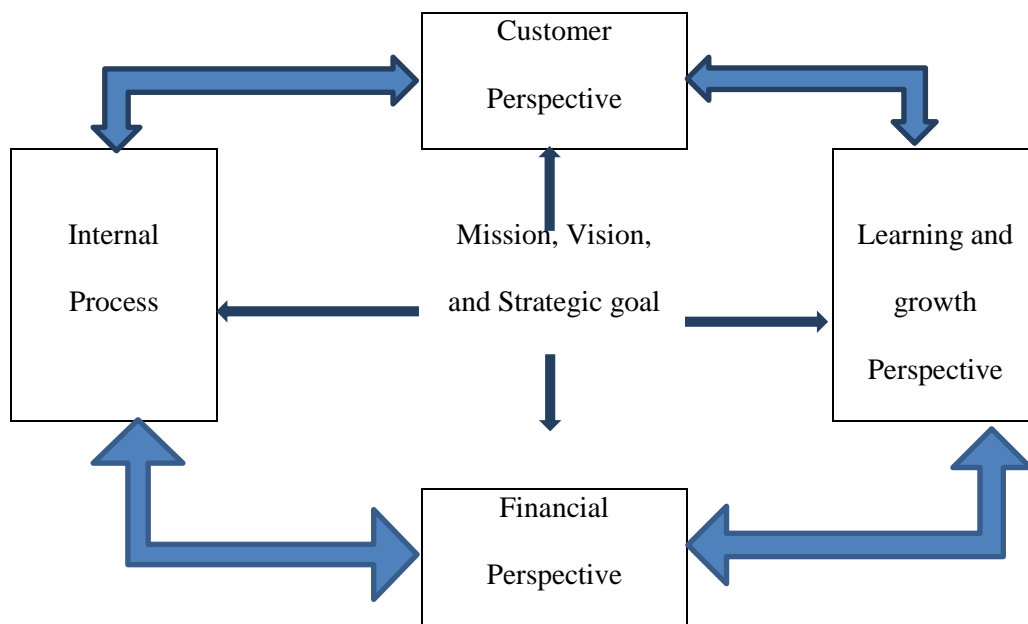 Customer
Perspective
Internal
Process
Mission, Vision,
and Strategic goal
Learning and
growth
Perspective
Financial
Perspective